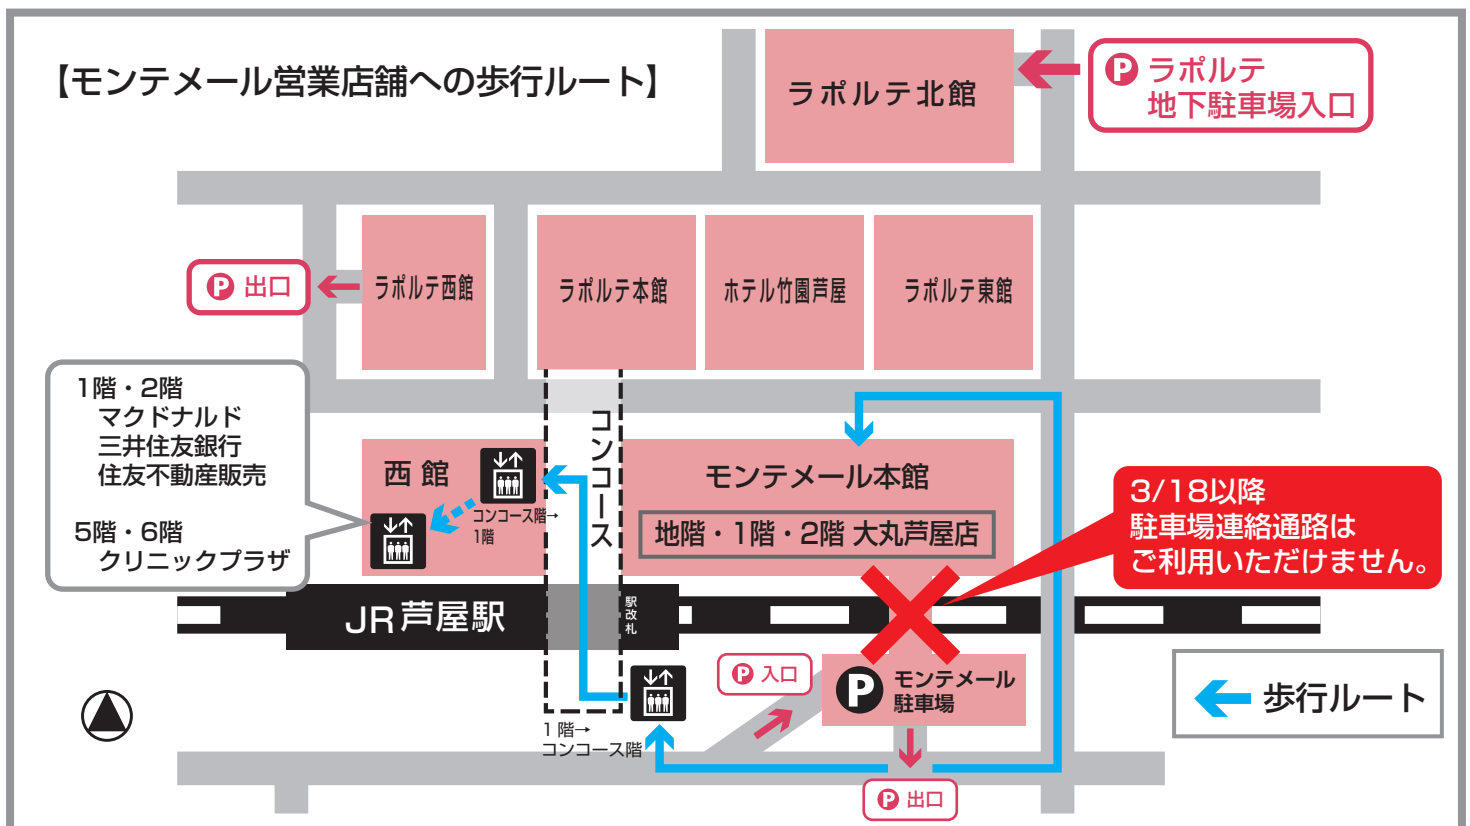 【モンテメール営業店舗への歩行ルート】
ラポルテ北館
P ラポルテ
地下駐車場入口
P 出口
ラポルテ西館
ラポルテ本館
ホテル竹園芦屋
ラポルテ東館
1階・2階
マクドナルド
三井住友銀行
住友不動産販売
5階・6階
クリニックプラザ
西館
コンコース階→
1階
コンコース
モンテメール本館
地階・1階・2階 大丸芦屋店
3/18以降
駐車場連絡通路は
ご利用いただけません。
JR芦屋駅
駅改札
P 入口
P モンテメール
駐車場
1階→
コンコース階
P 出口
歩行ルート